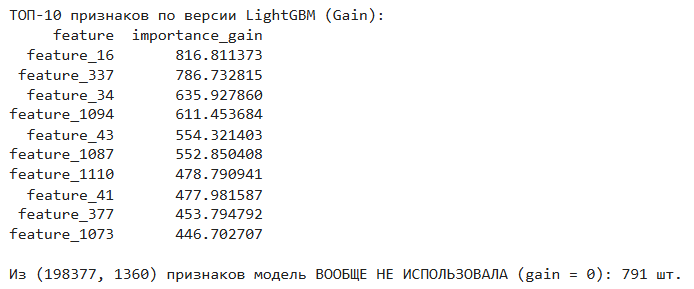 ТОП-10 признаков по версии LightGBM (Gain):
feature importance_gain
feature_16 816.811373
feature_337 786.732815
feature_34 635.927860
feature_1094 611.453684
feature_43 554.321403
feature_1087 552.850408
feature_1110 478.790941
feature_41 477.981587
feature_377 453.794792
feature_1073 446.702707
Из (198377, 1360) признаков модель ВООБЩЕ НЕ ИСПОЛЬЗОВАЛА (gain = 0): 791 шт.